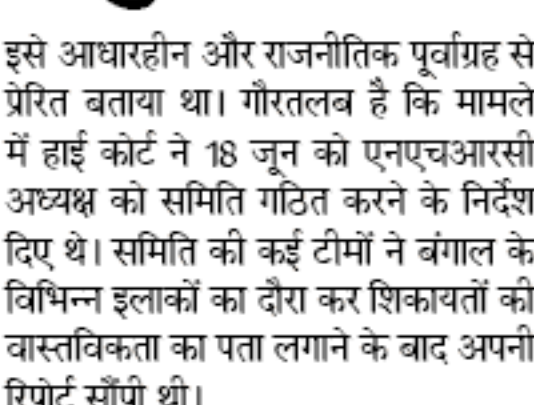 इसे आधारहीन और राजनीतिक पूर्वाग्रह से
प्रेरित बताया था। गौरतलब है कि मामले
में हाई कोर्ट ने 18 जून को एनएचआरसी
अध्यक्ष को समिति गठित करने के निर्देश
दिए थे। समिति की कई टीमों ने बंगाल के
विभिन्न इलाकों का दौरा कर शिकायतों की
वास्तविकता का पता लगाने के बाद अपनी
रिपोर्ट सौंपी थी।